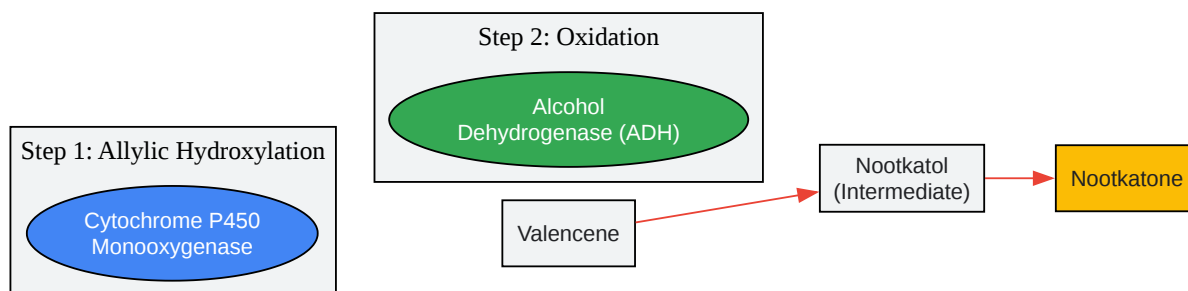 Step 1: Allylic Hydroxylation
Cytochrome P450
Monooxygenase
Step 2: Oxidation
Alcohol
Dehydrogenase (ADH)
Valencene
Nootkatol
(Intermediate)
Nootkatone